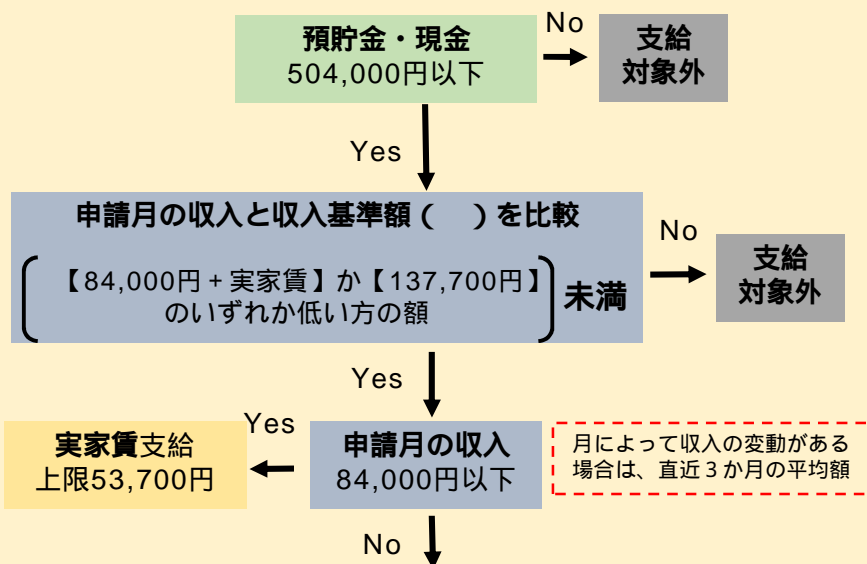 預貯金・現金
504,000円以下
No
支給
対象外
Yes
申請月の収入と収入基準額(　)を比較
【84,000円+実家賃】か【137,700円】
のいずれか低い方の額
未満
No
支給
対象外
Yes
実家賃支給
上限53,700円
Yes
申請月の収入
84,000円以下
月によって収入の変動がある
場合は、直近3か月の平均額
No